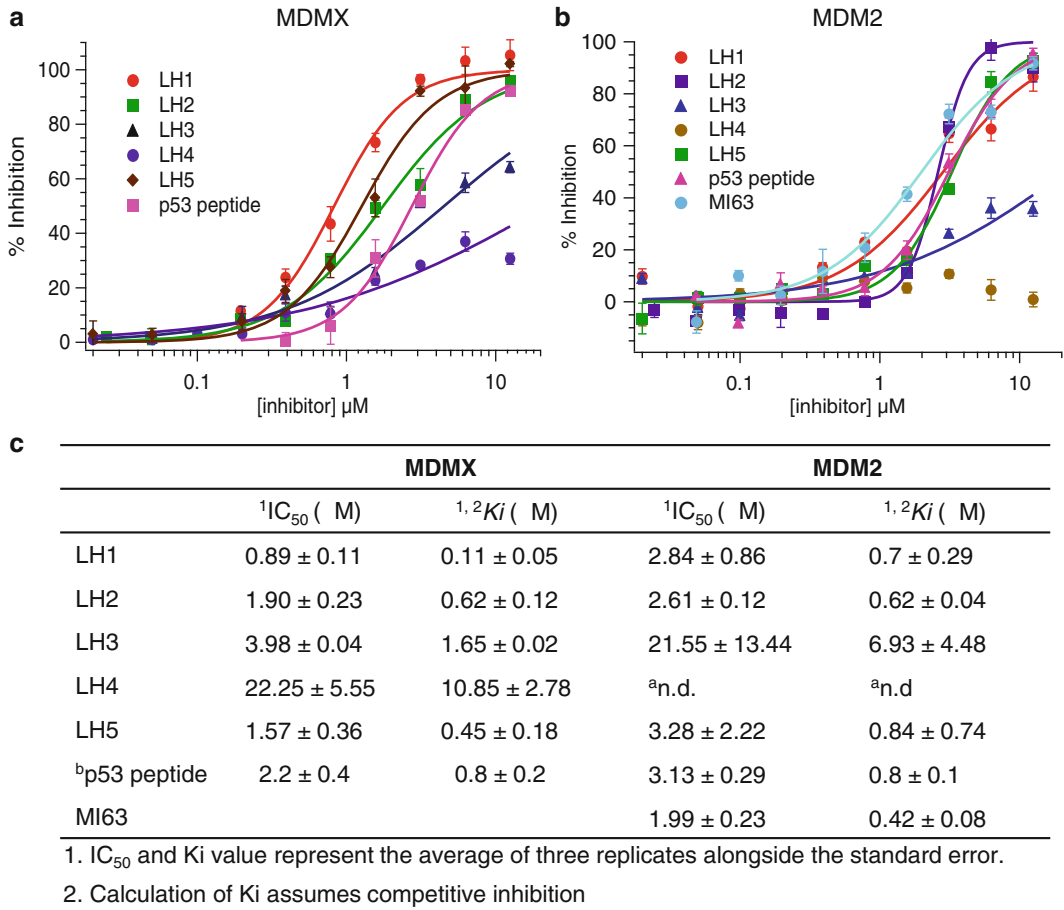 a
MDMX
% Inhibition
100
80
60
40
20
0
LH1
LH2
LH3
LH4
LH5
p53 peptide
0.1
1
10
[inhibitor] µM
b
MDM2
% Inhibition
100
80
60
40
20
0
LH1
LH2
LH3
LH4
LH5
p53 peptide
MI63
0.1
1
10
[inhibitor] µM
c
MDMX MDM2
¹IC₅₀ ( M) ¹,²Ki ( M) ¹IC₅₀ ( M) ¹,²Ki ( M)
LH1 0.89 ± 0.11 0.11 ± 0.05 2.84 ± 0.86 0.7 ± 0.29
LH2 1.90 ± 0.23 0.62 ± 0.12 2.61 ± 0.12 0.62 ± 0.04
LH3 3.98 ± 0.04 1.65 ± 0.02 21.55 ± 13.44 6.93 ± 4.48
LH4 22.25 ± 5.55 10.85 ± 2.78 ᵃn.d. ᵃn.d
LH5 1.57 ± 0.36 0.45 ± 0.18 3.28 ± 2.22 0.84 ± 0.74
ᵇp53 peptide 2.2 ± 0.4 0.8 ± 0.2 3.13 ± 0.29 0.8 ± 0.1
MI63 1.99 ± 0.23 0.42 ± 0.08
1. IC₅₀ and Ki value represent the average of three replicates alongside the standard error.
2. Calculation of Ki assumes competitive inhibition